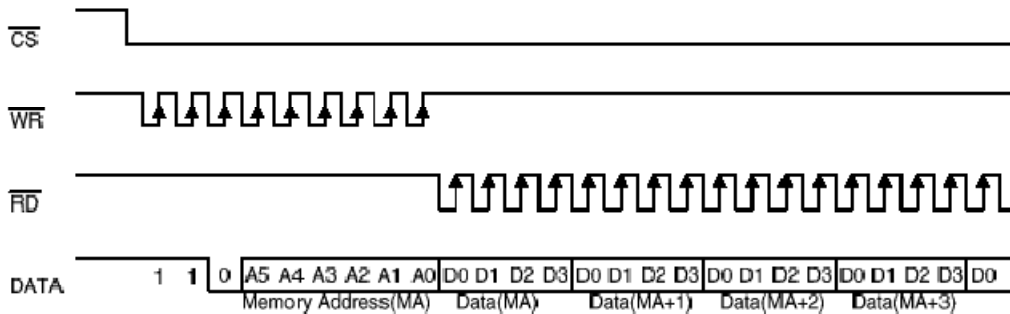 CS
WR
RD
DATA 1 1 0 A5 A4 A3 A2 A1 A0 D0 D1 D2 D3 D0 D1 D2 D3 D0 D1 D2 D3 D0 D1 D2 D3 D0
Memory Address(MA) Data(MA) Data(MA+1) Data(MA+2) Data(MA+3)